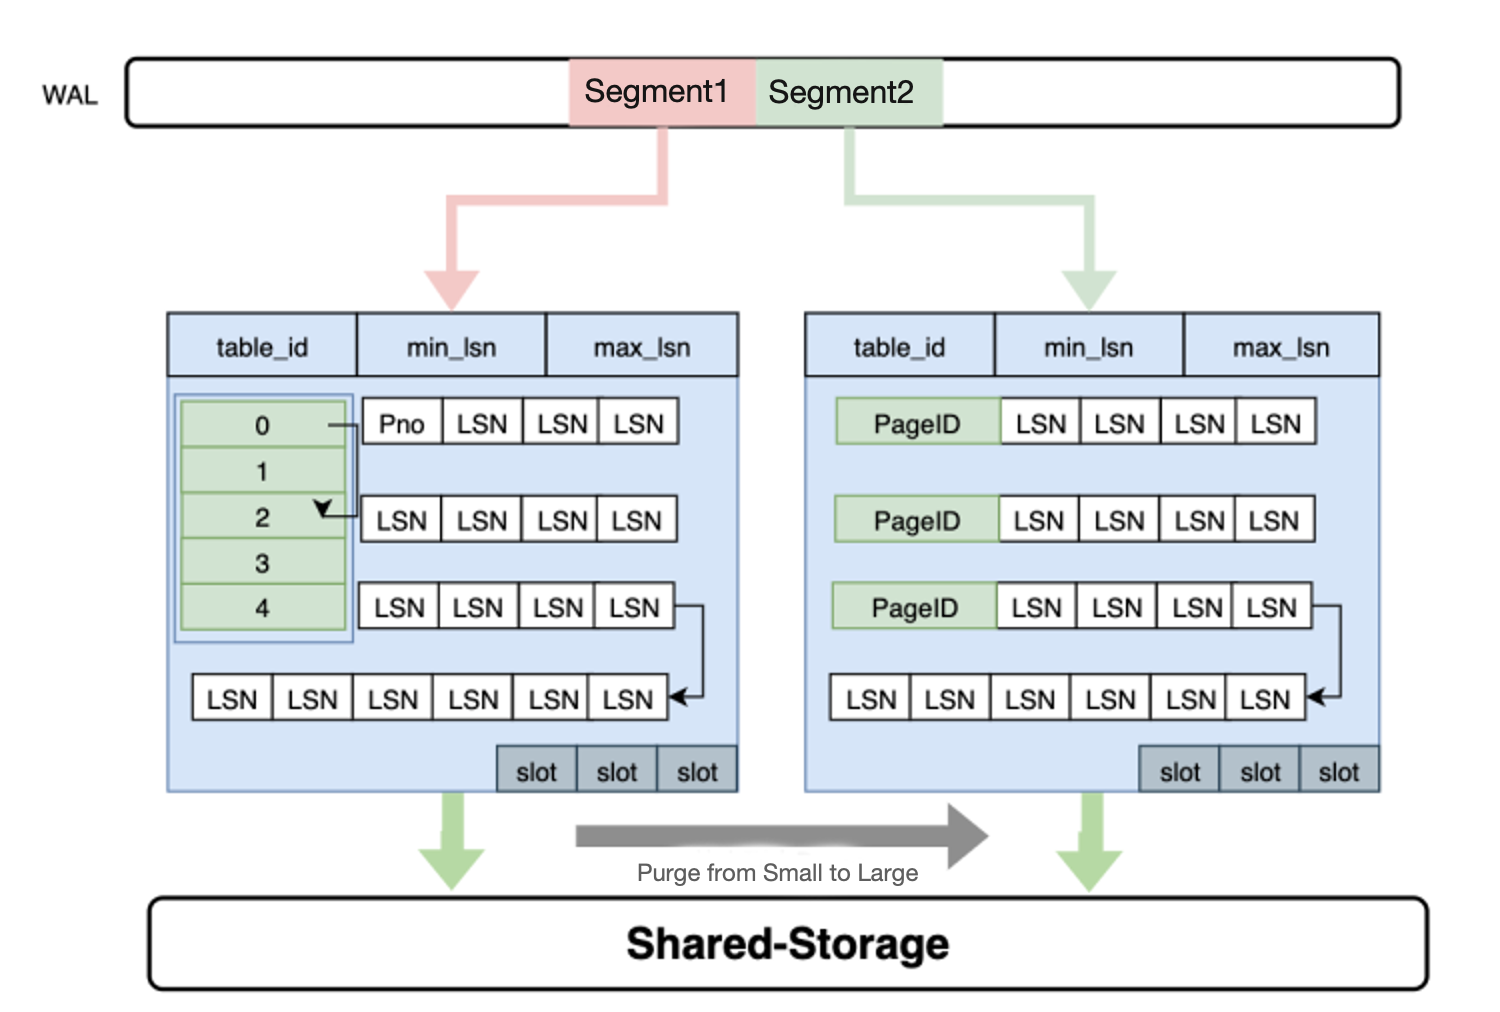 WAL Segment1 Segment2
table_id min_lsn max_lsn
0 Pno LSN LSN LSN
1
2 LSN LSN LSN LSN
3
4 LSN LSN LSN LSN
LSN LSN LSN LSN LSN LSN
slot slot slot
table_id min_lsn max_lsn
PageID LSN LSN LSN LSN
PageID LSN LSN LSN LSN
PageID LSN LSN LSN LSN
LSN LSN LSN LSN LSN LSN
slot slot slot
Purge from Small to Large
Shared-Storage